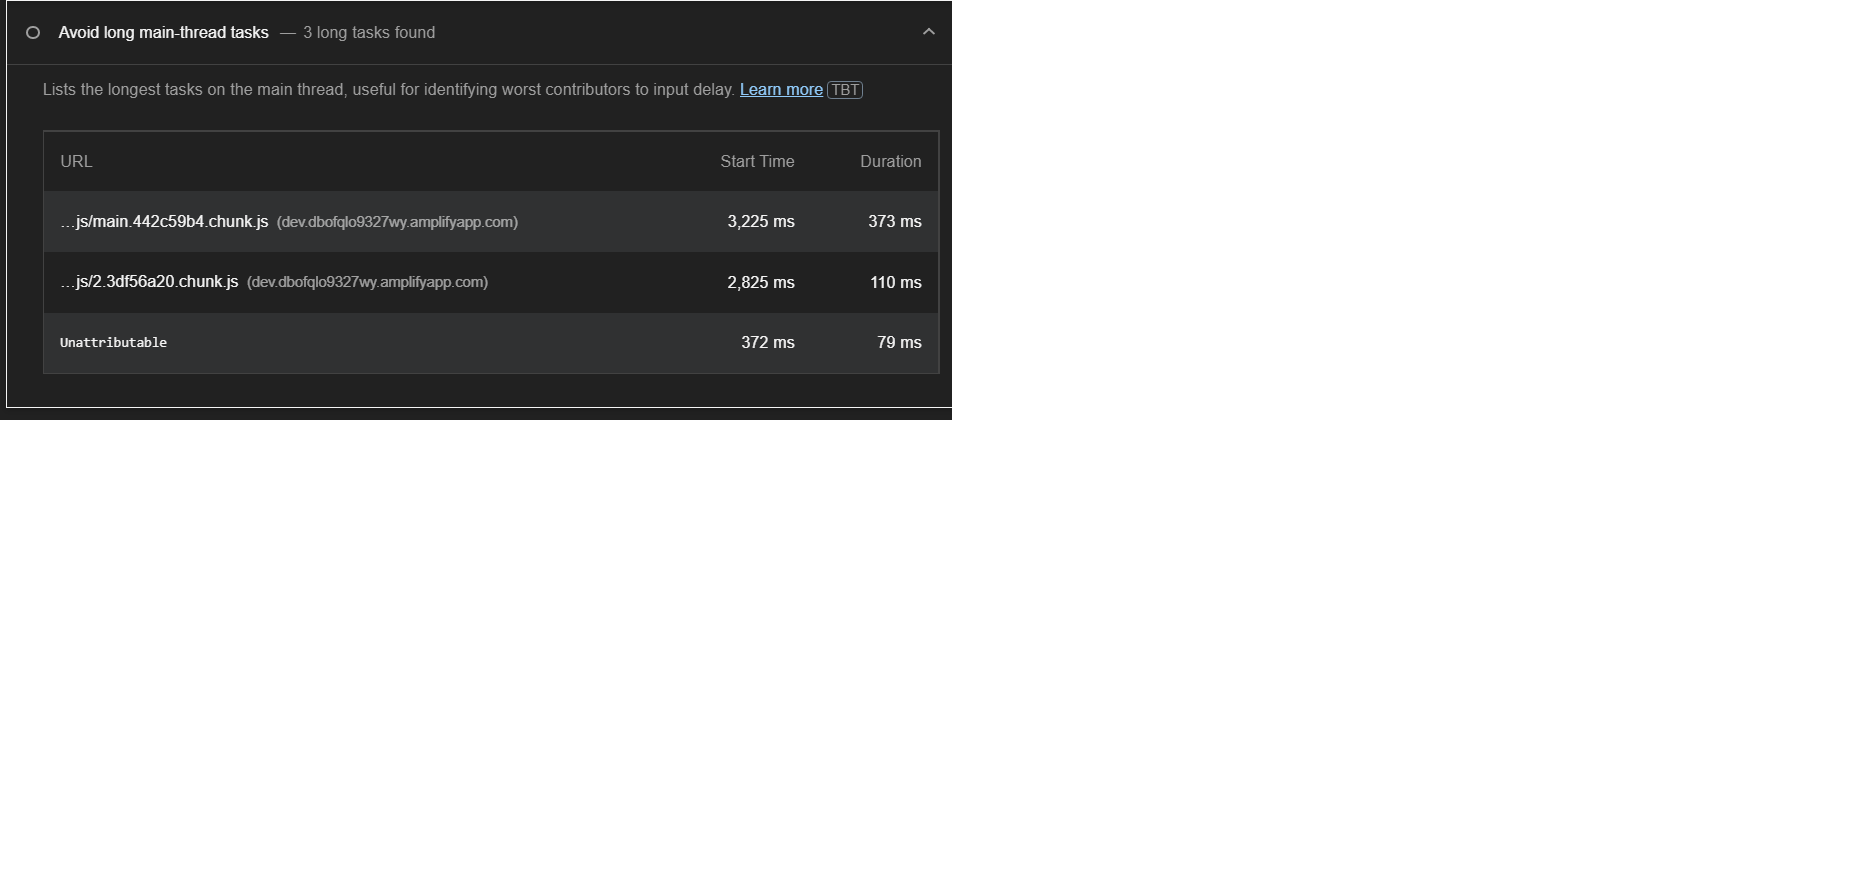 Avoid long main-thread tasks — 3 long tasks found
Lists the longest tasks on the main thread, useful for identifying worst contributors to input delay. Learn more TBT
URL Start Time Duration
…js/main.442c59b4.chunk.js (dev.dbofqlo9327wy.amplifyapp.com) 3,225 ms 373 ms
…js/2.3df56a20.chunk.js (dev.dbofqlo9327wy.amplifyapp.com) 2,825 ms 110 ms
Unattributable 372 ms 79 ms